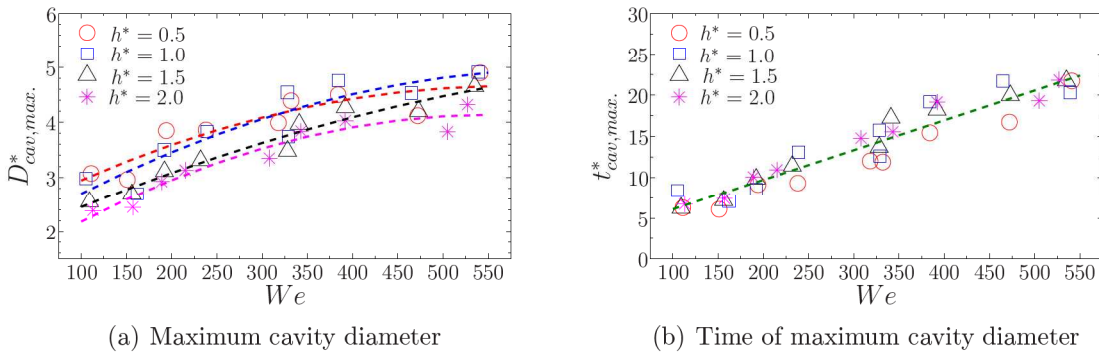 6
5
4
3
2
D*cav,max.
h* = 0.5
h* = 1.0
h* = 1.5
h* = 2.0
100 150 200 250 300 350 400 450 500 550
We
(a) Maximum cavity diameter
30
25
20
15
10
5
0
t*cav,max.
h* = 0.5
h* = 1.0
h* = 1.5
h* = 2.0
100 150 200 250 300 350 400 450 500 550
We
(b) Time of maximum cavity diameter